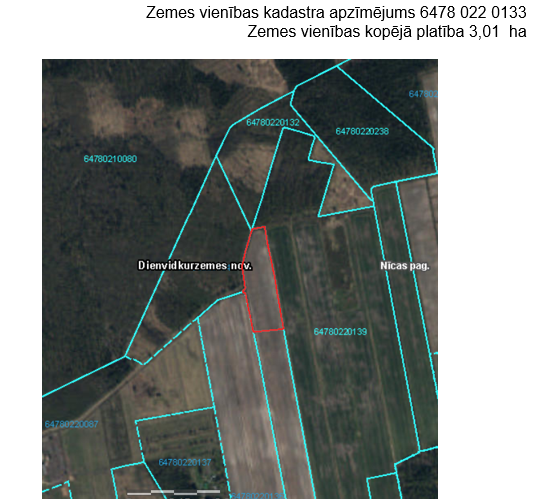 Zemes vienības kadastra apzīmējums 6478 022 0133
Zemes vienības kopējā platība 3,01 ha
64780220132
64780220238
64780210080
Dienvidkurzemes nov.
Nīcas pag.
64780220139
64780220087
64780220137